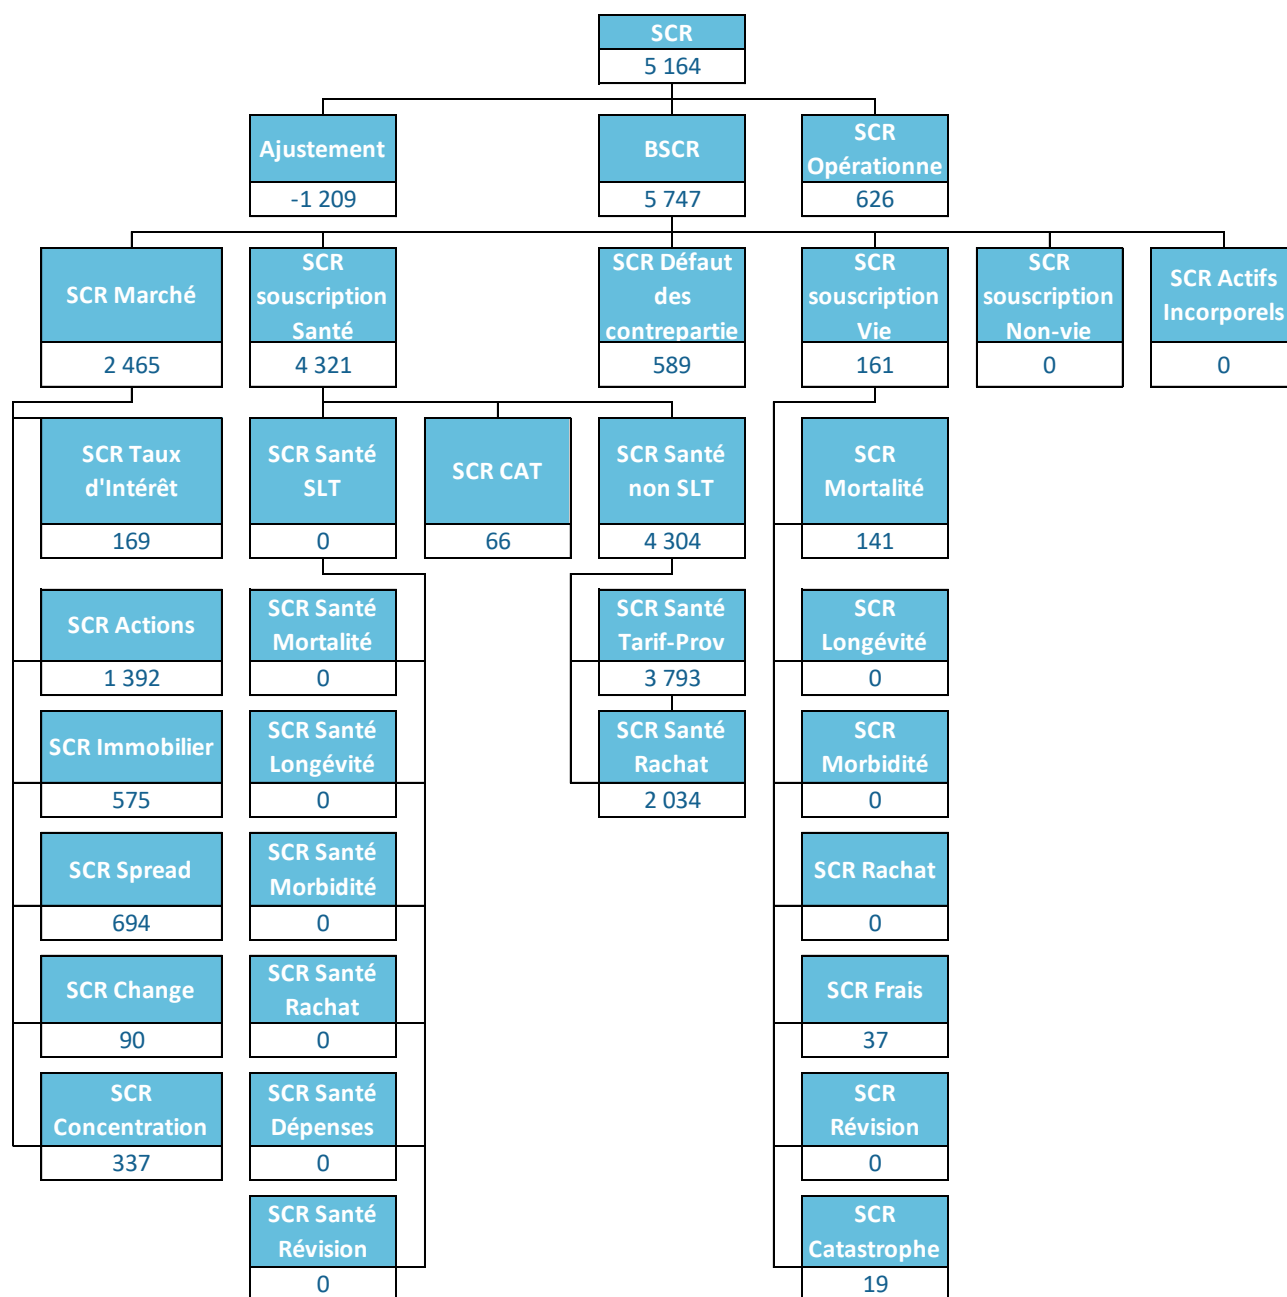 SCR
5 164
Ajustement
-1 209
BSCR
5 747
SCR
Opérationne
626
SCR Marché
2 465
SCR
souscription
Santé
4 321
SCR Défaut
des
contrepartie
589
SCR
souscription
Vie
161
SCR
souscription
Non-vie
0
SCR Actifs
Incorporels
0
SCR Taux
d'Intérêt
169
SCR Santé
SLT
0
SCR CAT
66
SCR Santé
non SLT
4 304
SCR
Mortalité
141
SCR Actions
1 392
SCR Santé
Mortalité
0
SCR Santé
Tarif-Prov
3 793
SCR
Longévité
0
SCR Immobilier
575
SCR Santé
Longévité
0
SCR Santé
Rachat
2 034
SCR
Morbidité
0
SCR Spread
694
SCR Santé
Morbidité
0
SCR Rachat
0
SCR Change
90
SCR Santé
Rachat
0
SCR Frais
37
SCR
Concentration
337
SCR Santé
Dépenses
0
SCR
Révision
0
SCR Santé
Révision
0
SCR
Catastrophe
19